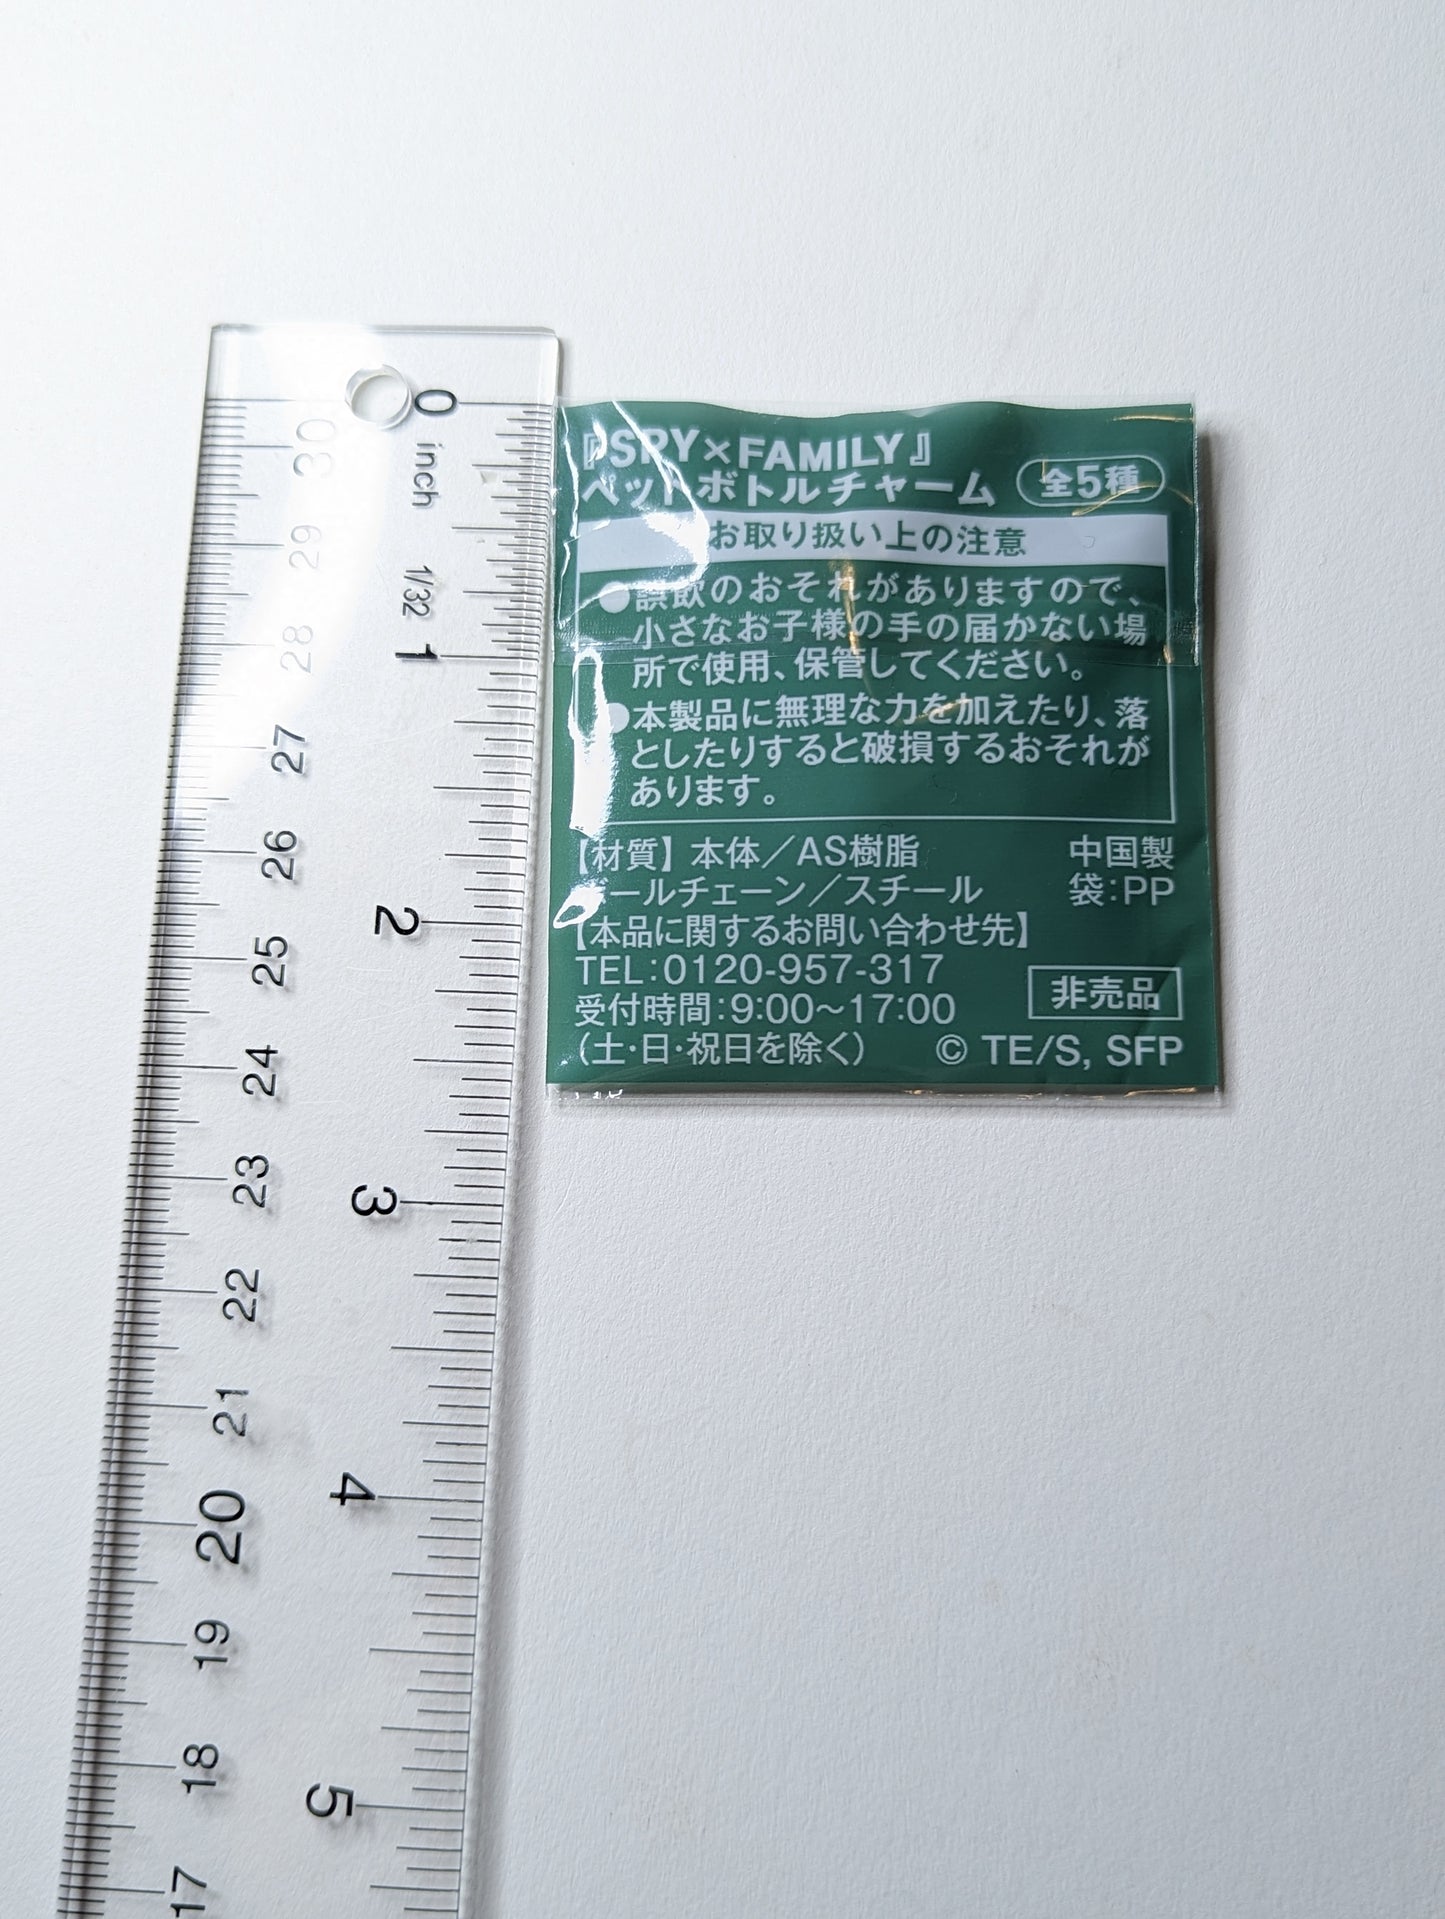 0
inch
1/32
1
2
3
4
5
30
29
28
27
26
25
24
23
22
21
20
19
18
17
『SPY×FAMILY』
ペットボトルチャーム 全5種
お取り扱い上の注意
●誤飲のおそれがありますので、
小さなお子様の手の届かない場
所で使用、保管してください。
●本製品に無理な力を加えたり、落
としたりすると破損するおそれが
あります。
【材質】本体／AS樹脂 中国製
ボールチェーン／スチール 袋:PP
【本品に関するお問い合わせ先】
TEL:0120-957-317
受付時間:9:00〜17:00 非売品
(土・日・祝日を除く) © TE/S, SFP